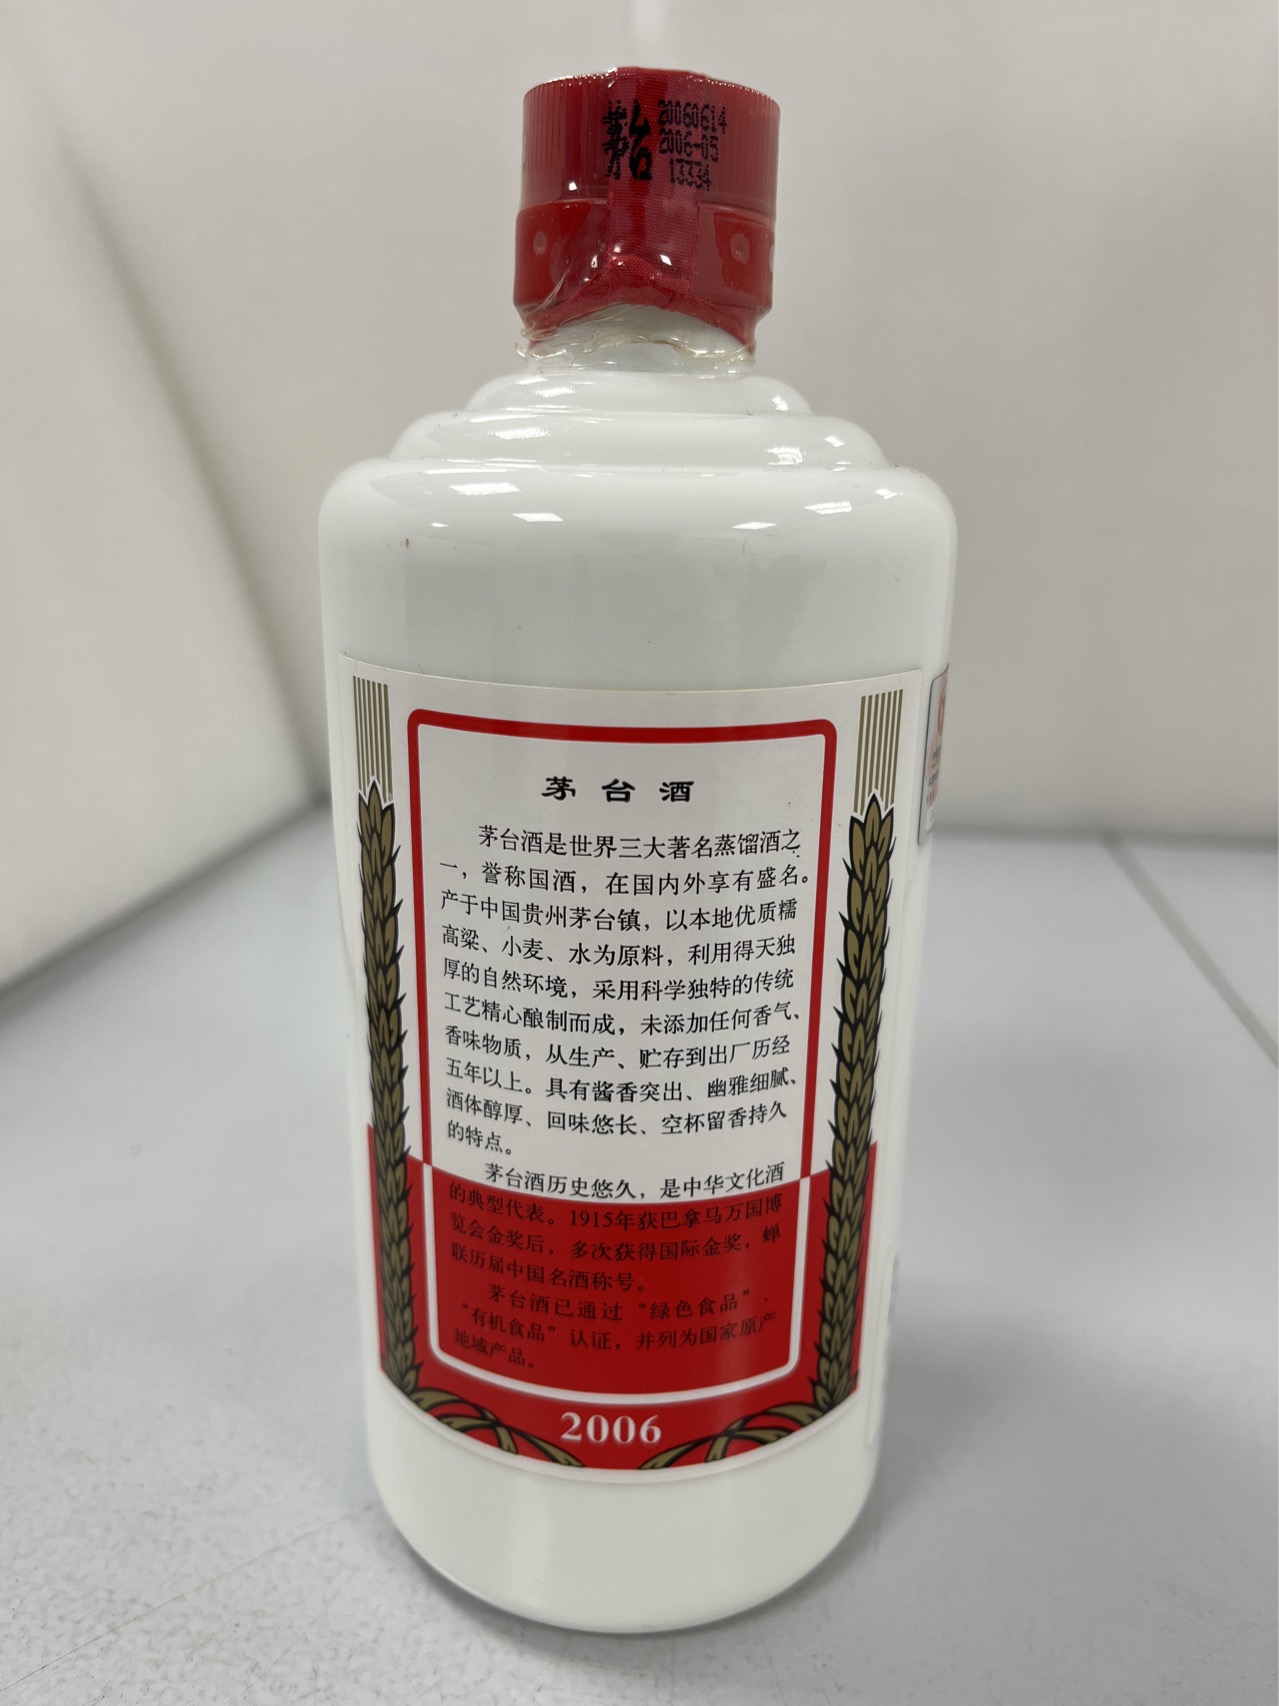 茅台
20060614
2006-05
13334
茅台酒
茅台酒是世界三大著名蒸馏酒之
一，誉称国酒，在国内外享有盛名。
产于中国贵州茅台镇，以本地优质糯
高粱、小麦、水为原料，利用得天独
厚的自然环境，采用科学独特的传统
工艺精心酿制而成，未添加任何香气、
香味物质，从生产、贮存到出厂历经
五年以上。具有酱香突出、幽雅细腻、
酒体醇厚、回味悠长、空杯留香持久
的特点。
茅台酒历史悠久，是中华文化酒
的典型代表。1915年获巴拿马万国博
览会金奖后，多次获得国际金奖，蝉
联历届中国名酒称号。
茅台酒已通过“绿色食品”、
“有机食品”认证，并列为国家原产
地域产品。
2006